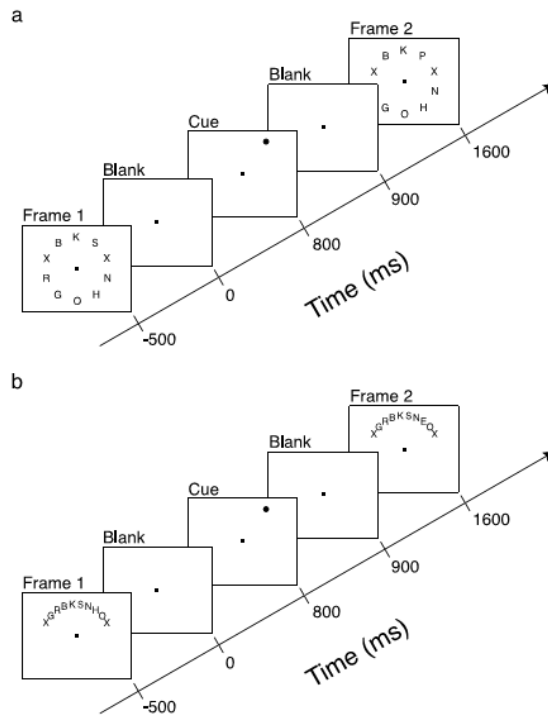 a
Frame 2
B K P
X X
N
G H
O
Blank
Cue
Blank
Frame 1
B K S
X X
R N
G H
O
-500
0
800
900
1600
Time (ms)
b
Frame 2
XGRBKSNEOX
Blank
Cue
Blank
Frame 1
XGRBKSNHOX
-500
0
800
900
1600
Time (ms)